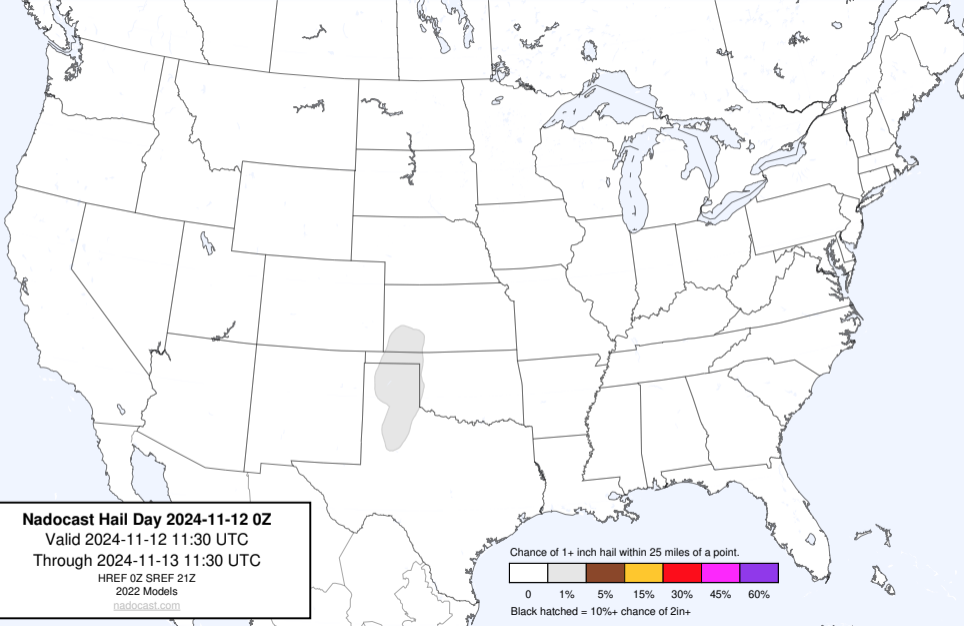 Nadocast Hail Day 2024-11-12 0Z
Valid 2024-11-12 11:30 UTC
Through 2024-11-13 11:30 UTC
HREF 0Z SREF 21Z
2022 Models
nadocast.com
Chance of 1+ inch hail within 25 miles of a point.
0 1% 5% 15% 30% 45% 60%
Black hatched = 10%+ chance of 2in+